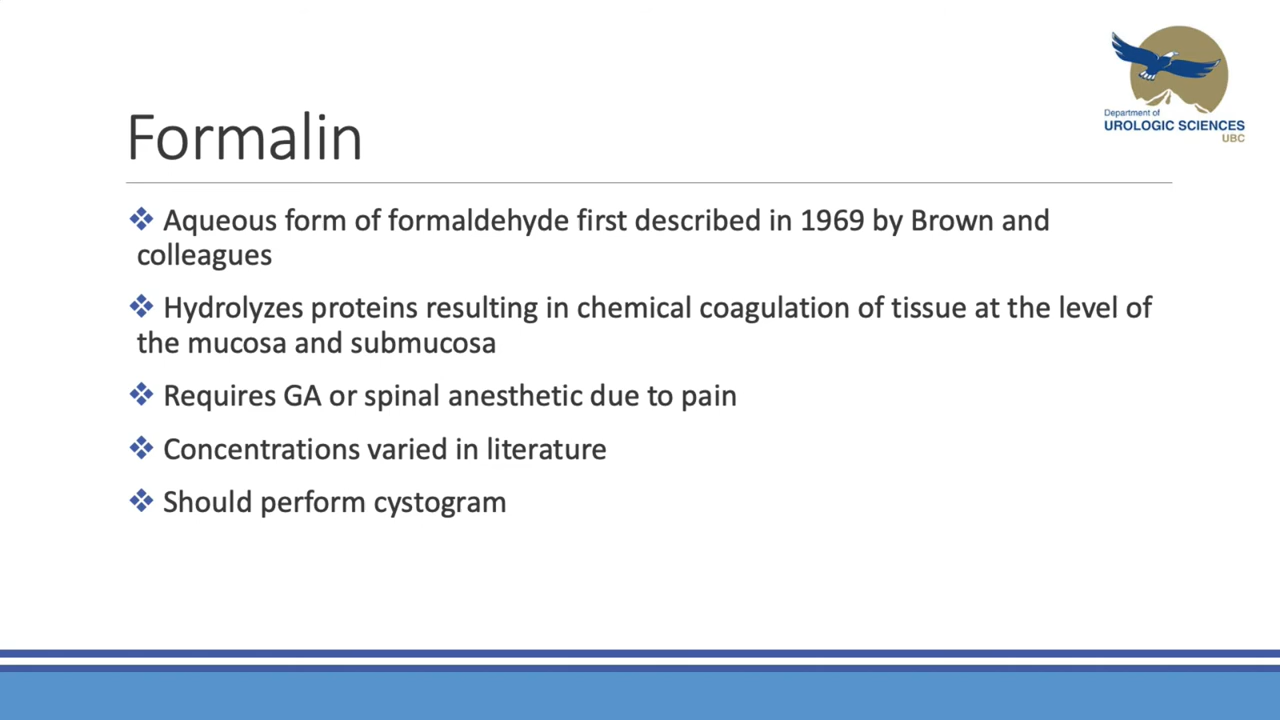 Department of
UROLOGIC SCIENCES
UBC
Formalin
❖ Aqueous form of formaldehyde first described in 1969 by Brown and
colleagues
❖ Hydrolyzes proteins resulting in chemical coagulation of tissue at the level of
the mucosa and submucosa
❖ Requires GA or spinal anesthetic due to pain
❖ Concentrations varied in literature
❖ Should perform cystogram